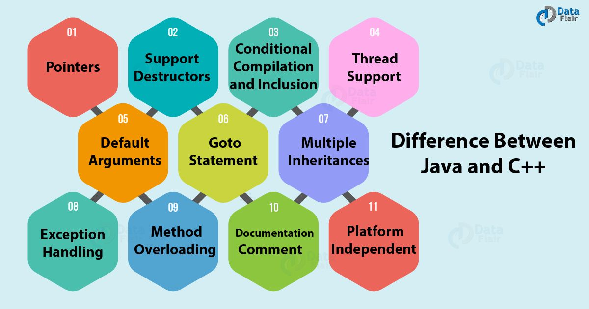 Data
Flair
01
Pointers
02
Support
Destructors
03
Conditional
Compilation
and Inclusion
04
Thread
Support
05
Default
Arguments
06
Goto
Statement
07
Multiple
Inheritances
Difference Between
Java and C++
08
Exception
Handling
09
Method
Overloading
10
Documentation
Comment
11
Platform
Independent